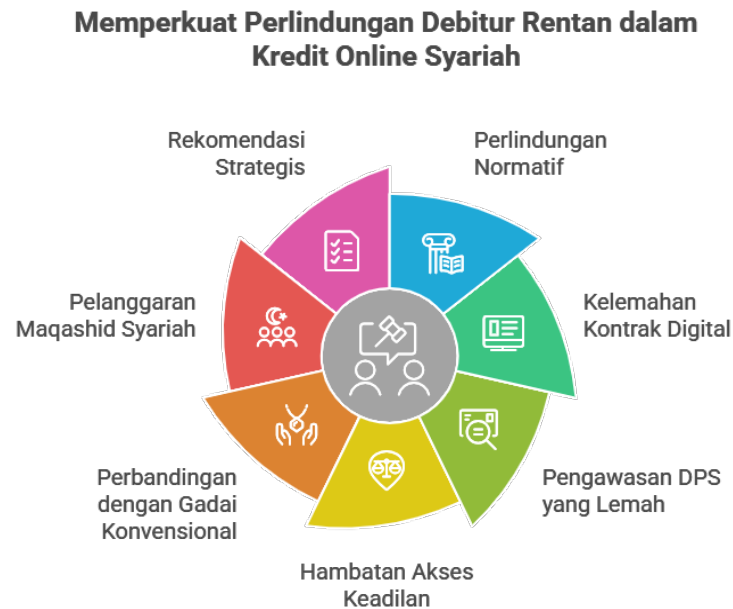 Memperkuat Perlindungan Debitur Rentan dalam
Kredit Online Syariah
Rekomendasi
Strategis
Perlindungan
Normatif
Pelanggaran
Maqashid Syariah
Kelemahan
Kontrak Digital
Perbandingan
dengan Gadai
Konvensional
Pengawasan DPS
yang Lemah
Hambatan Akses
Keadilan